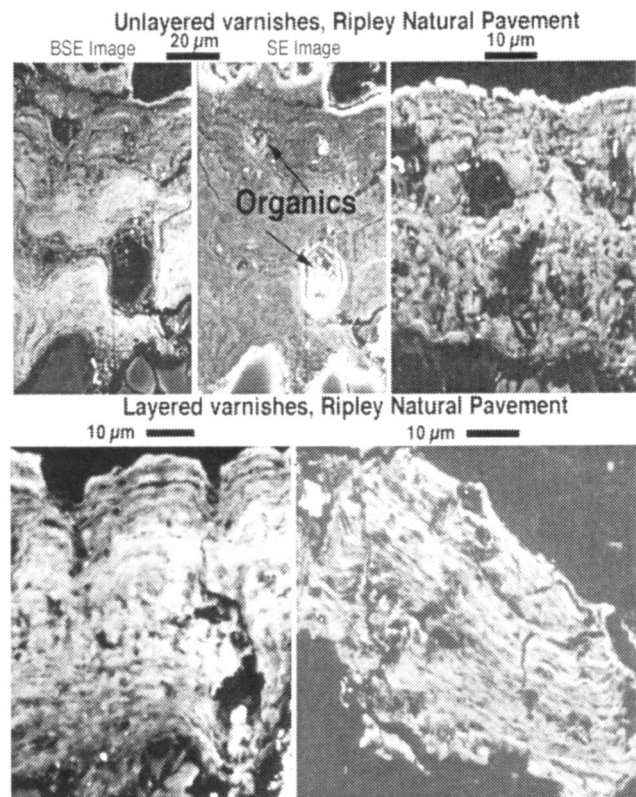 Unlayered varnishes, Ripley Natural Pavement
BSE Image 20 µm SE Image 10 µm
Organics
Layered varnishes, Ripley Natural Pavement
10 µm 10 µm